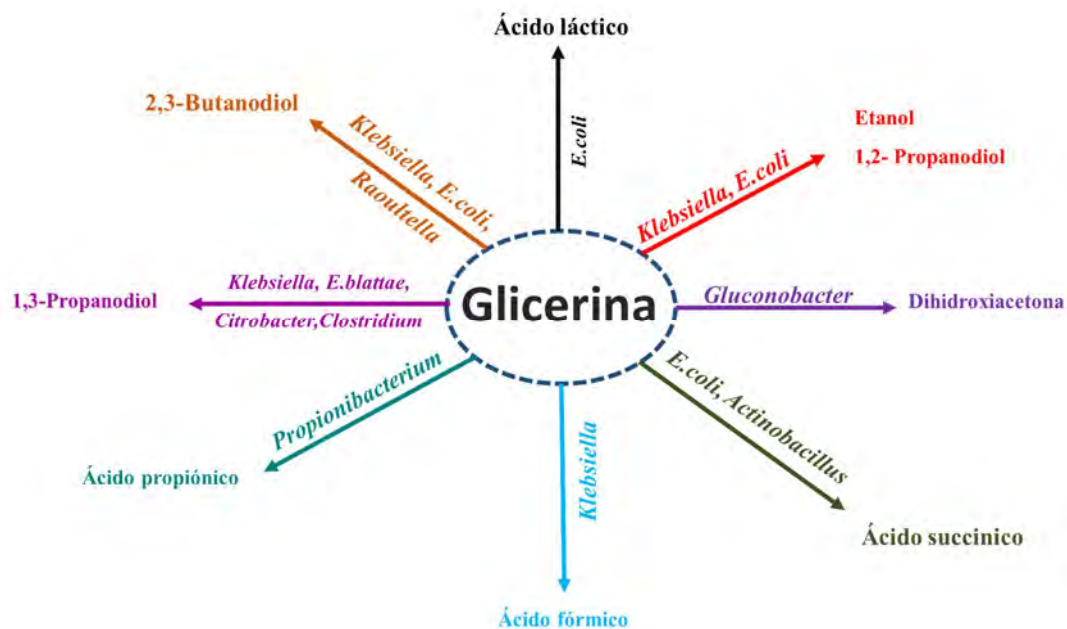 Ácido láctico
2,3-Butanodiol
Klebsiella, E.coli,
Raoultella
E.coli
Etanol
1,2- Propanodiol
Klebsiella, E.coli
1,3-Propanodiol
Klebsiella, E.blattae,
Citrobacter,Clostridium
Glicerina
Gluconobacter
Dihidroxiacetona
Propionibacterium
Ácido propiónico
Klebsiella
Ácido fórmico
E.coli, Actinobacillus
Ácido succínico